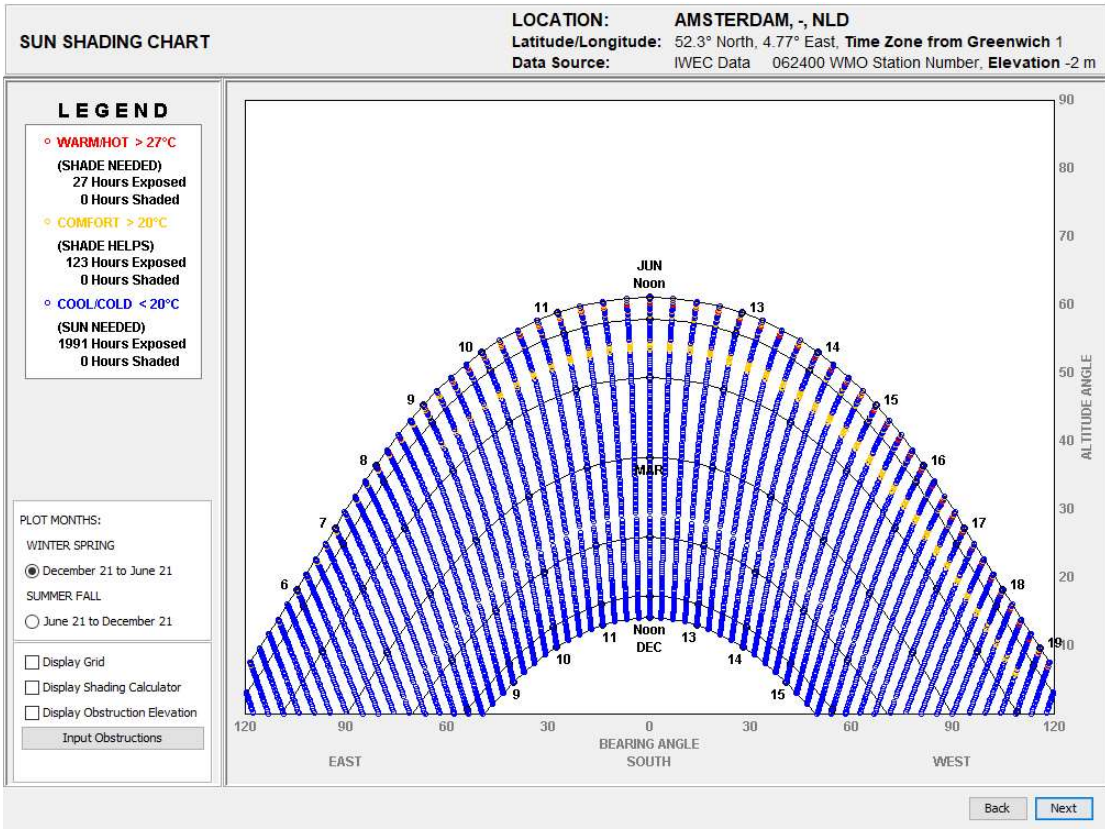 SUN SHADING CHART
LOCATION: AMSTERDAM, -, NLD
Latitude/Longitude: 52.3° North, 4.77° East, Time Zone from Greenwich 1
Data Source: IWEC Data 062400 WMO Station Number, Elevation -2 m
LEGEND
WARM/HOT > 27°C
(SHADE NEEDED)
27 Hours Exposed
0 Hours Shaded
COMFORT > 20°C
(SHADE HELPS)
123 Hours Exposed
0 Hours Shaded
COOL/COLD < 20°C
(SUN NEEDED)
1991 Hours Exposed
0 Hours Shaded
PLOT MONTHS:
WINTER SPRING
December 21 to June 21
SUMMER FALL
June 21 to December 21
Display Grid
Display Shading Calculator
Display Obstruction Elevation
Input Obstructions
90
80
70
60
50
40
30
20
10
ALTITUDE ANGLE
JUN
Noon
11 13
10 14
9 15
8 16
7 17
6 18
19
MAR
Noon
DEC
11 13
10 14
9 15
120 90 60 30 0 30 60 90 120
BEARING ANGLE
EAST SOUTH WEST
Back Next